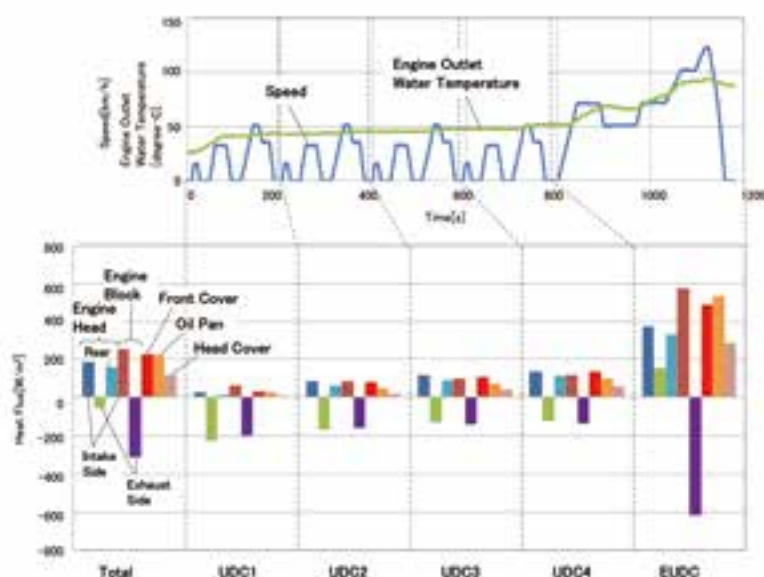 150
100
50
0
Speed[km/h]
Engine Outlet
Water Temperature
[degree-C]
Speed
Engine Outlet
Water Temperature
0
200
400
600
800
1000
1200
Time[s]
800
600
400
200
0
-200
-400
-600
-800
Heat Flux[W/m²]
Engine
Block
Engine
Head
Rear
Front Cover
Oil Pan
Head Cover
Intake
Side
Exhaust
Side
Total
UDC1
UDC2
UDC3
UDC4
EUDC